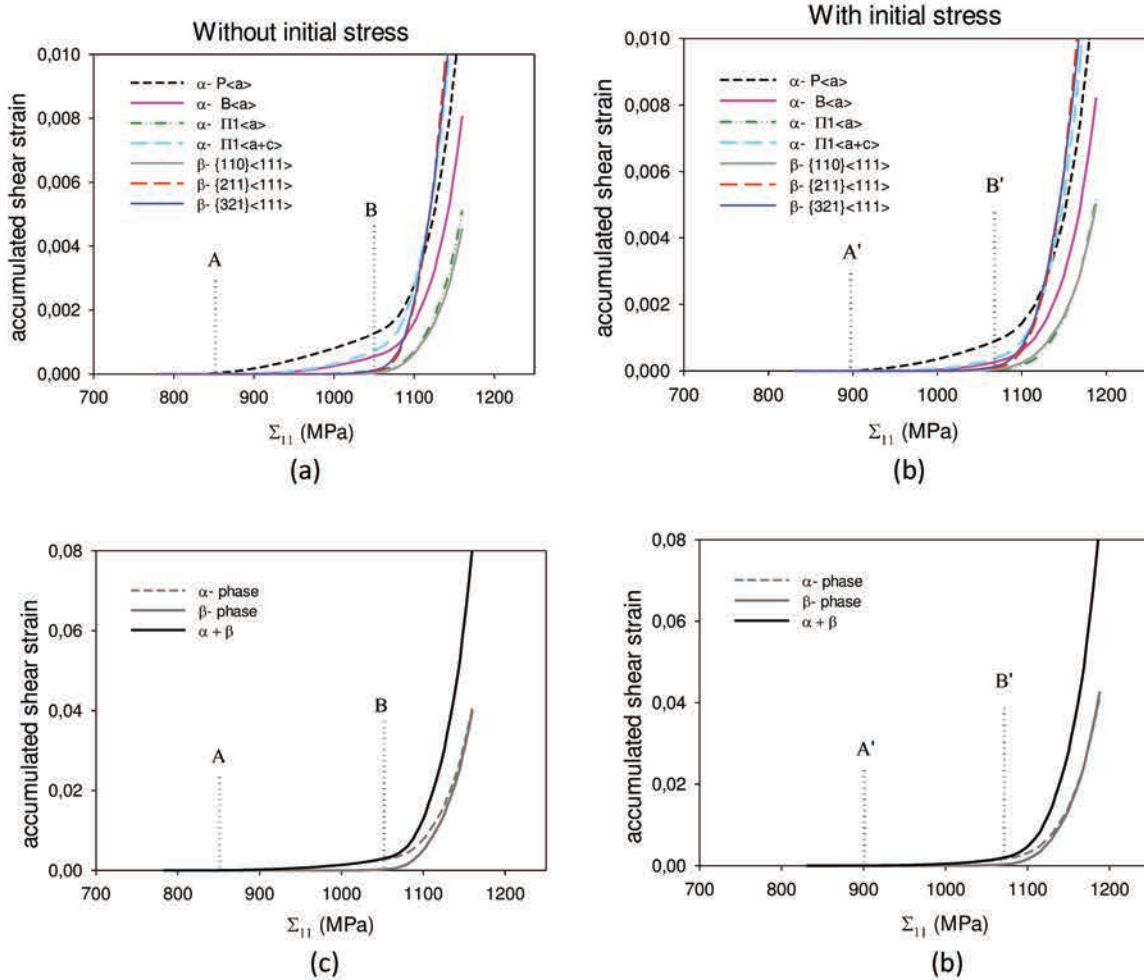 Without initial stress
0,010
0,008
0,006
0,004
0,002
0,000
accumulated shear strain
α- P<a>
α- B<a>
α- Π1<a>
α- Π1<a+c>
β- {110}<111>
β- {211}<111>
β- {321}<111>
A
B
700 800 900 1000 1100 1200
Σ11 (MPa)
(a)
With initial stress
0,010
0,008
0,006
0,004
0,002
0,000
accumulated shear strain
α- P<a>
α- B<a>
α- Π1<a>
α- Π1<a+c>
β- {110}<111>
β- {211}<111>
β- {321}<111>
A'
B'
700 800 900 1000 1100 1200
Σ11 (MPa)
(b)
0,08
0,06
0,04
0,02
0,00
accumulated shear strain
α- phase
β- phase
α + β
A
B
700 800 900 1000 1100 1200
Σ11 (MPa)
(c)
0,08
0,06
0,04
0,02
0,00
accumulated shear strain
α- phase
β- phase
α + β
A'
B'
700 800 900 1000 1100 1200
Σ11 (MPa)
(b)